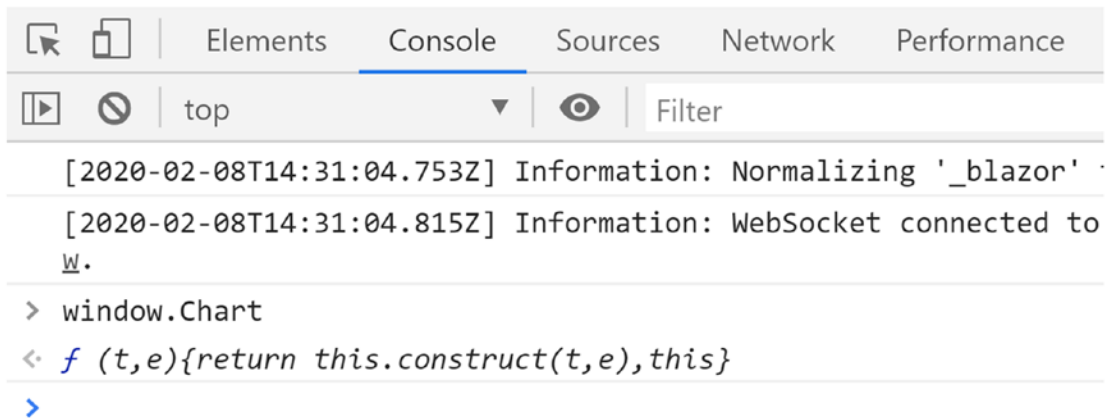 Elements Console Sources Network Performance
top Filter
[2020-02-08T14:31:04.753Z] Information: Normalizing '_blazor'
[2020-02-08T14:31:04.815Z] Information: WebSocket connected to
w.
> window.Chart
f (t,e){return this.construct(t,e),this}
>